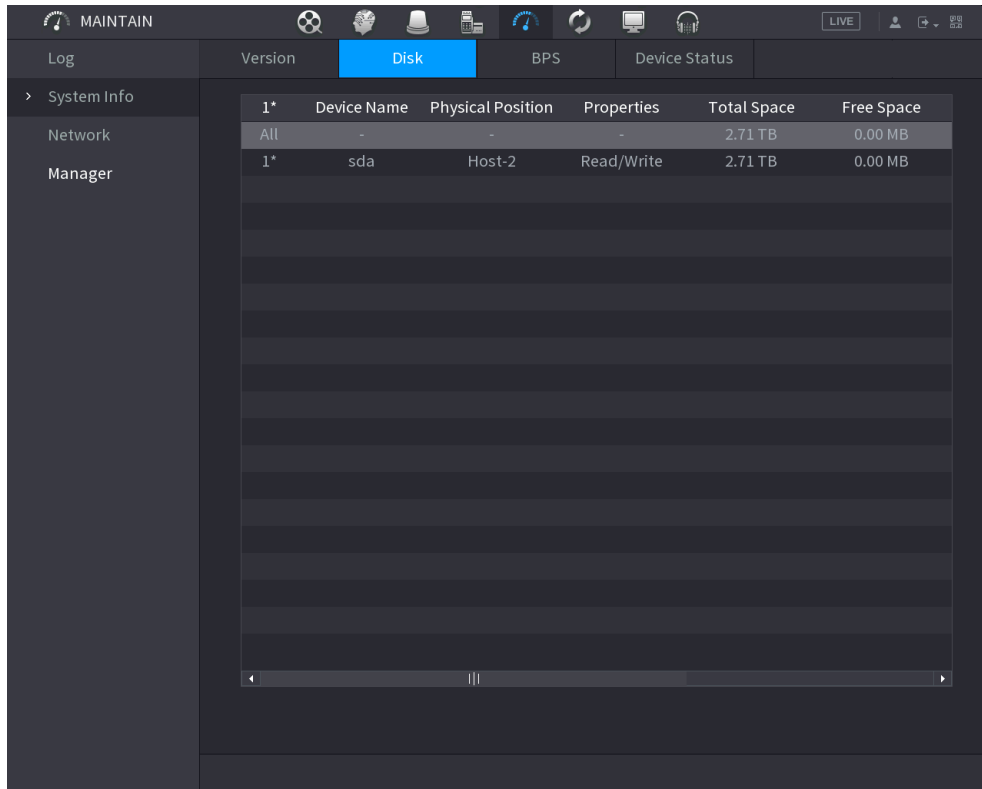 MAINTAIN LIVE
Log Version Disk BPS Device Status
System Info
1* Device Name Physical Position Properties Total Space Free Space
Network All - - - 2.71 TB 0.00 MB
1* sda Host-2 Read/Write 2.71 TB 0.00 MB
Manager